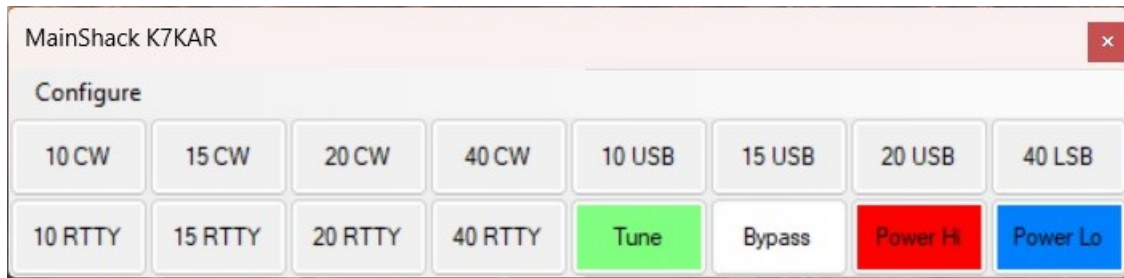 MainShack K7KAR
Configure
10 CW 15 CW 20 CW 40 CW 10 USB 15 USB 20 USB 40 LSB
10 RTTY 15 RTTY 20 RTTY 40 RTTY Tune Bypass Power Hi Power Lo